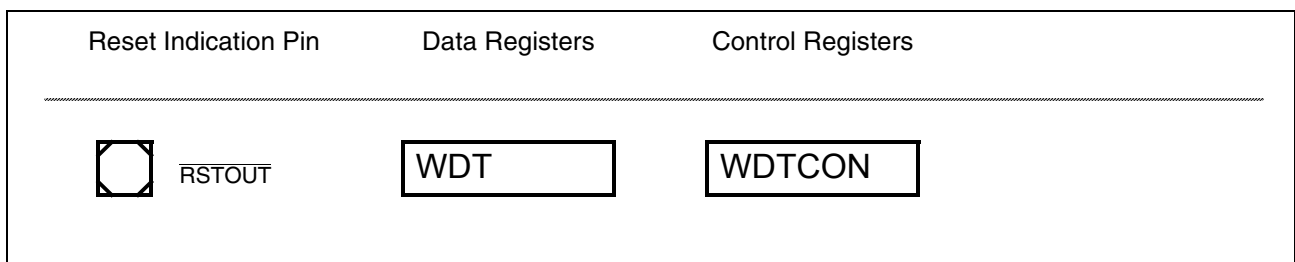 Reset Indication Pin Data Registers Control Registers
RSTOUT WDT WDTCON